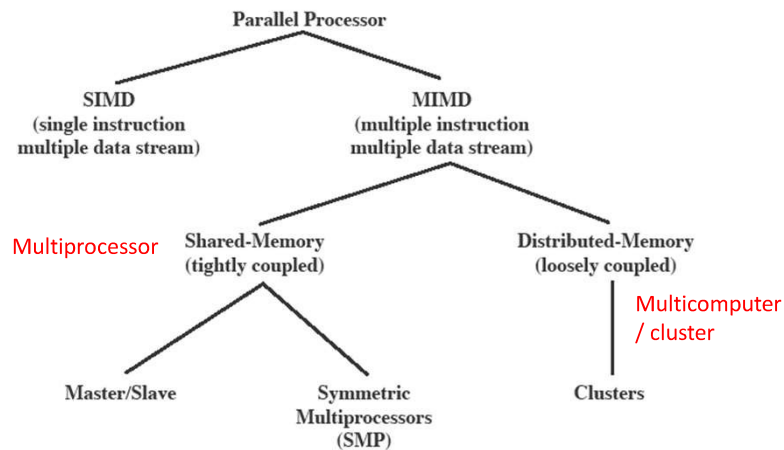 Parallel Processor
SIMD
(single instruction
multiple data stream)
MIMD
(multiple instruction
multiple data stream)
Multiprocessor
Shared-Memory
(tightly coupled)
Distributed-Memory
(loosely coupled)
Multicomputer
/ cluster
Master/Slave
Symmetric
Multiprocessors
(SMP)
Clusters